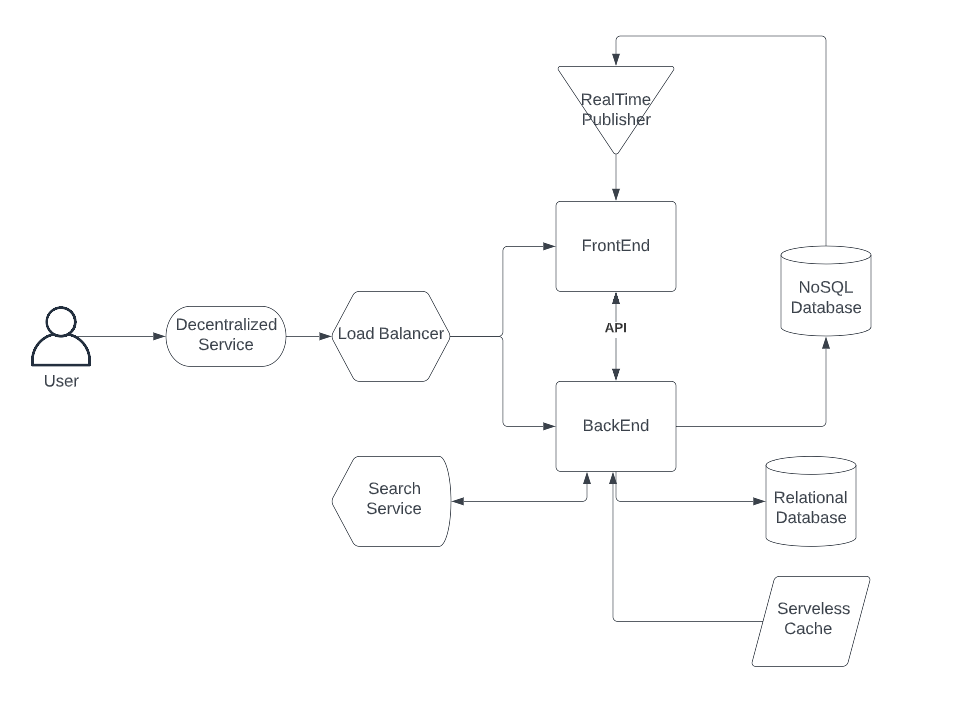 RealTime
Publisher
FrontEnd
NoSQL
Database
API
Decentralized
Service
Load Balancer
User
BackEnd
Search
Service
Relational
Database
Serveless
Cache